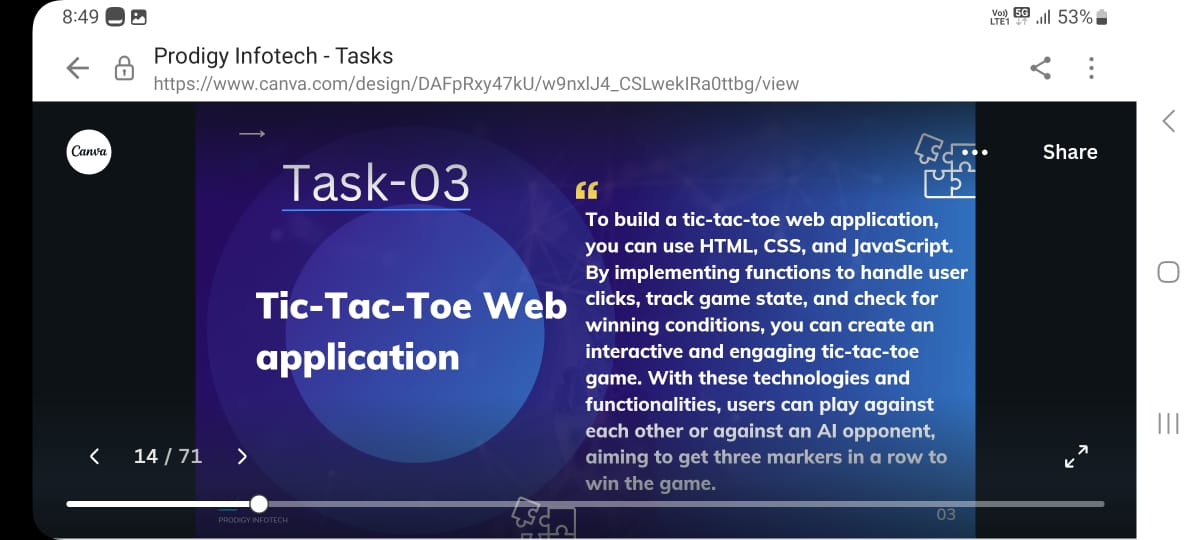 8:49
Vo) 5G 53%
LTE1
Prodigy Infotech - Tasks
https://www.canva.com/design/DAFpRxy47kU/w9nxlJ4_CSLweklRa0ttbg/view
Canva
Share
Task-03
Tic-Tac-Toe Web
application
“
To build a tic-tac-toe web application,
you can use HTML, CSS, and JavaScript.
By implementing functions to handle user
clicks, track game state, and check for
winning conditions, you can create an
interactive and engaging tic-tac-toe
game. With these technologies and
functionalities, users can play against
each other or against an AI opponent,
aiming to get three markers in a row to
win the game.
14 / 71
PRODIGY INFOTECH
03